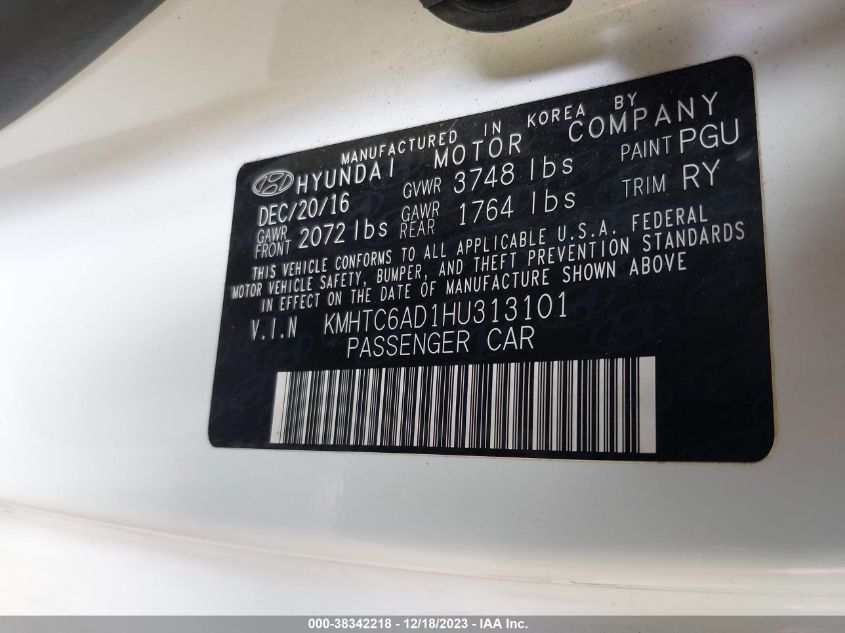 MANUFACTURED IN KOREA BY
HYUNDAI MOTOR COMPANY
DEC/20/16 GVWR 3748 lbs PAINT PGU
GAWR FRONT 2072 lbs GAWR REAR 1764 lbs TRIM RY
THIS VEHICLE CONFORMS TO ALL APPLICABLE U.S.A. FEDERAL
MOTOR VEHICLE SAFETY, BUMPER, AND THEFT PREVENTION STANDARDS
IN EFFECT ON THE DATE OF MANUFACTURE SHOWN ABOVE
V.I.N KMHTC6AD1HU313101
PASSENGER CAR
000-38342218 - 12/18/2023 - IAA Inc.